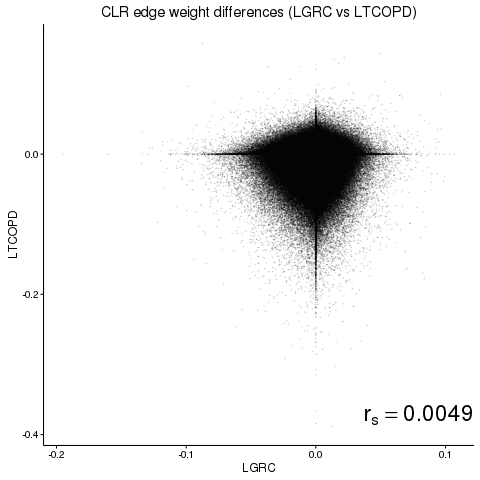 CLR edge weight differences (LGRC vs LTCOPD)
0.0
-0.2
-0.4
LTCOPD
rs = 0.0049
-0.2
-0.1
0.0
0.1
LGRC